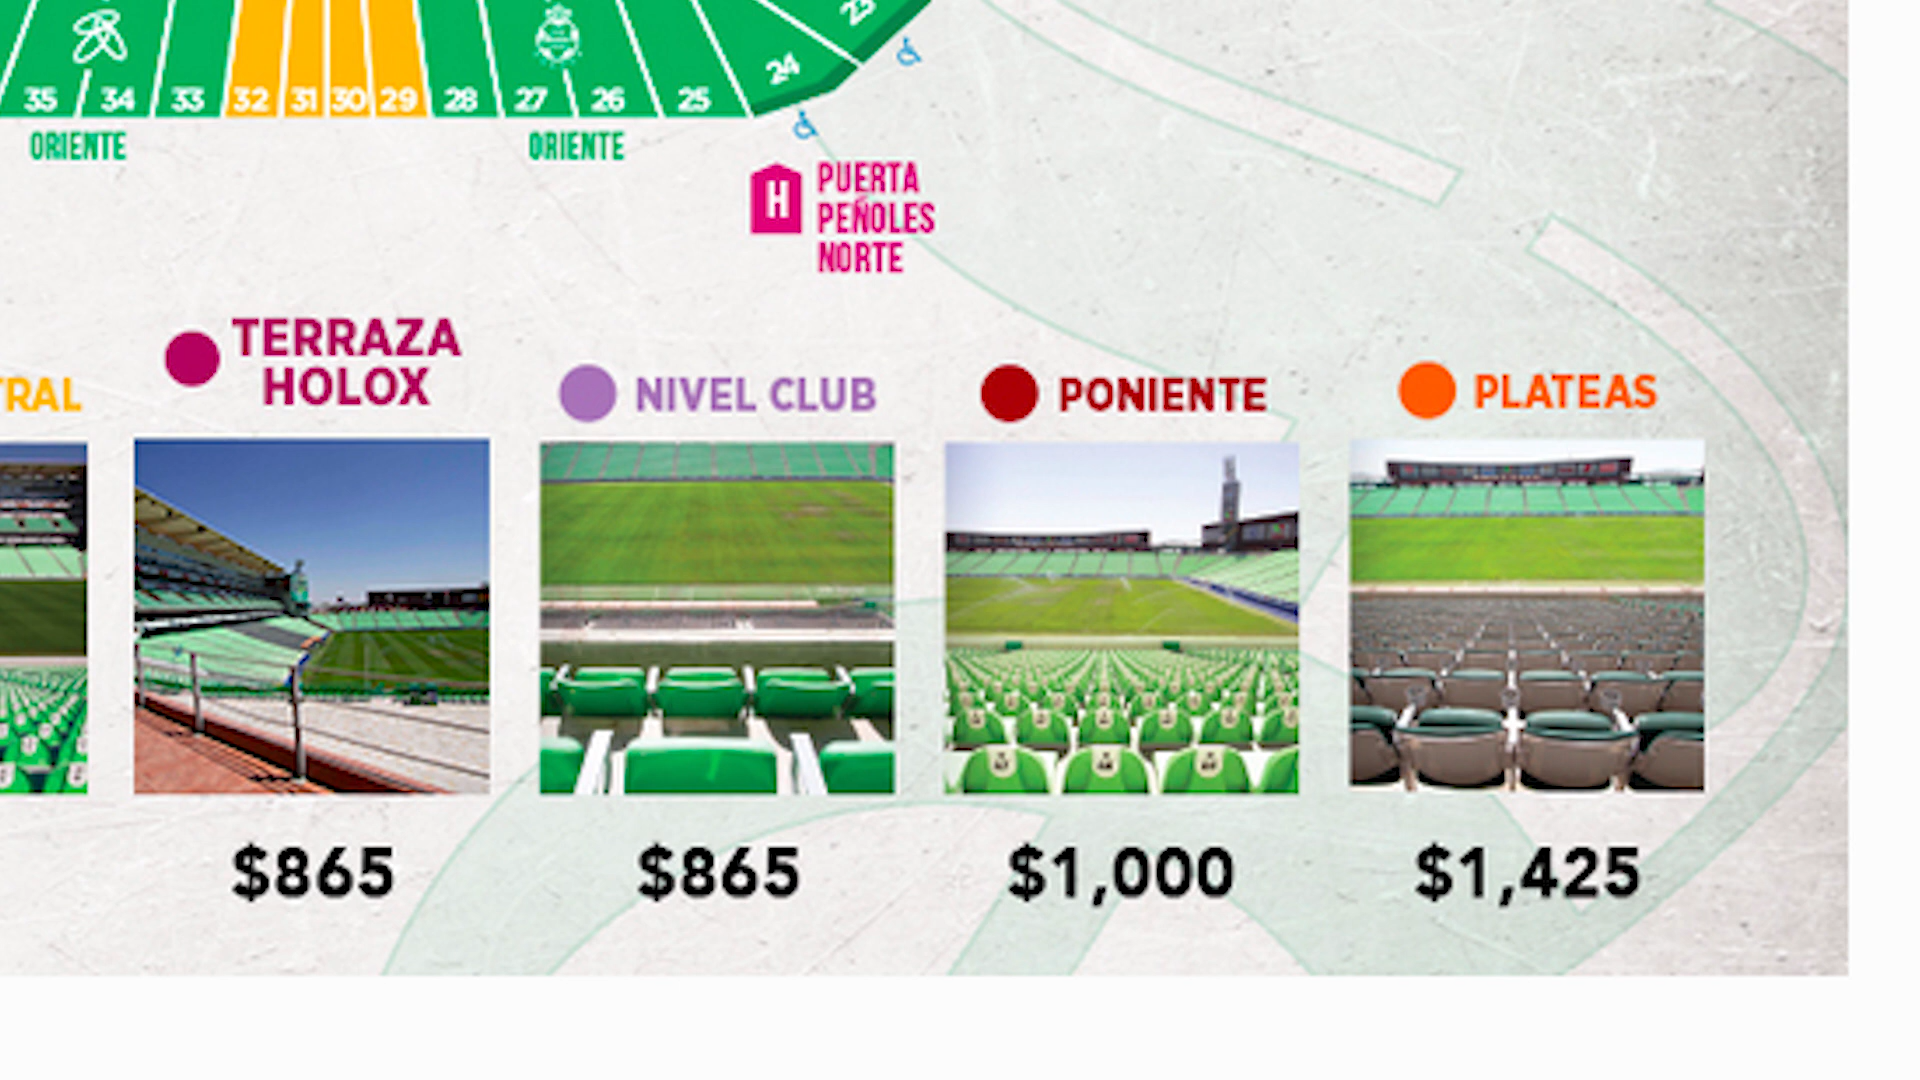 23
24
35 34 33 32 31 30 29 28 27 26 25
ORIENTE ORIENTE
H PUERTA
PEÑOLES
NORTE
TERRAZA
HOLOX
TRAL NIVEL CLUB PONIENTE PLATEAS
$865 $865 $1,000 $1,425